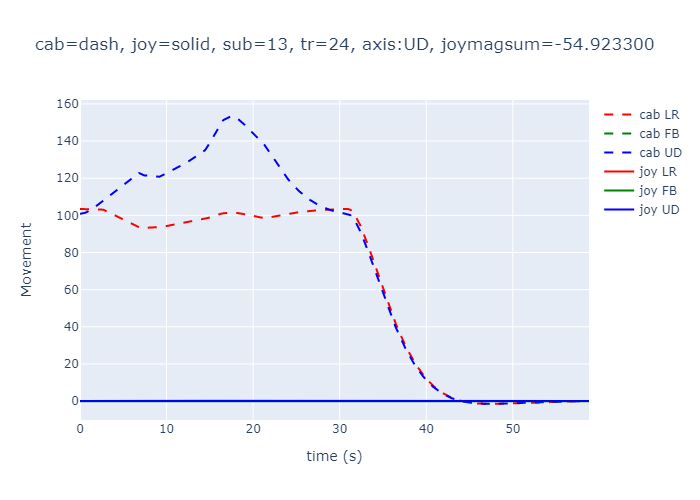 cab=dash, joy=solid, sub=13, tr=24, axis:UD, joymagsum=-54.923300
160
140
120
100
80
60
40
20
0
Movement
0 10 20 30 40 50
time (s)
cab LR
cab FB
cab UD
joy LR
joy FB
joy UD